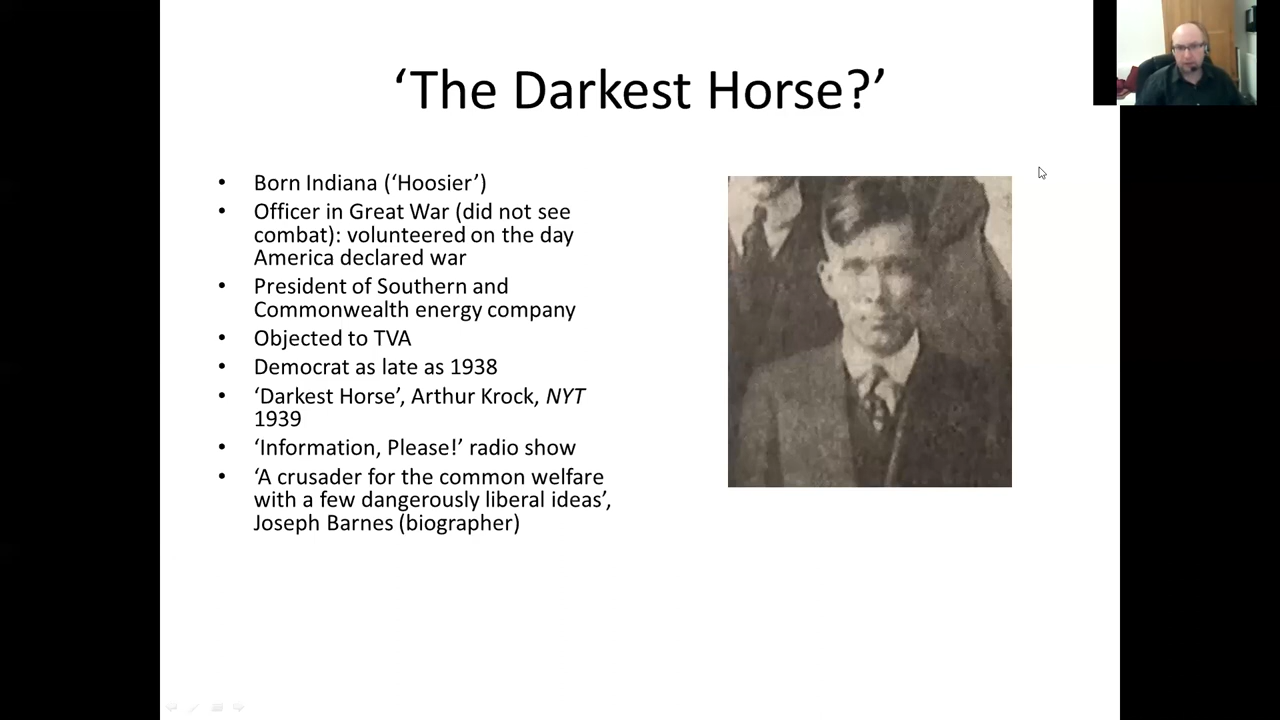 ‘The Darkest Horse?’
• Born Indiana (‘Hoosier’)
• Officer in Great War (did not see
combat): volunteered on the day
America declared war
• President of Southern and
Commonwealth energy company
• Objected to TVA
• Democrat as late as 1938
• ‘Darkest Horse’, Arthur Krock, NYT
1939
• ‘Information, Please!’ radio show
• ‘A crusader for the common welfare
with a few dangerously liberal ideas’,
Joseph Barnes (biographer)